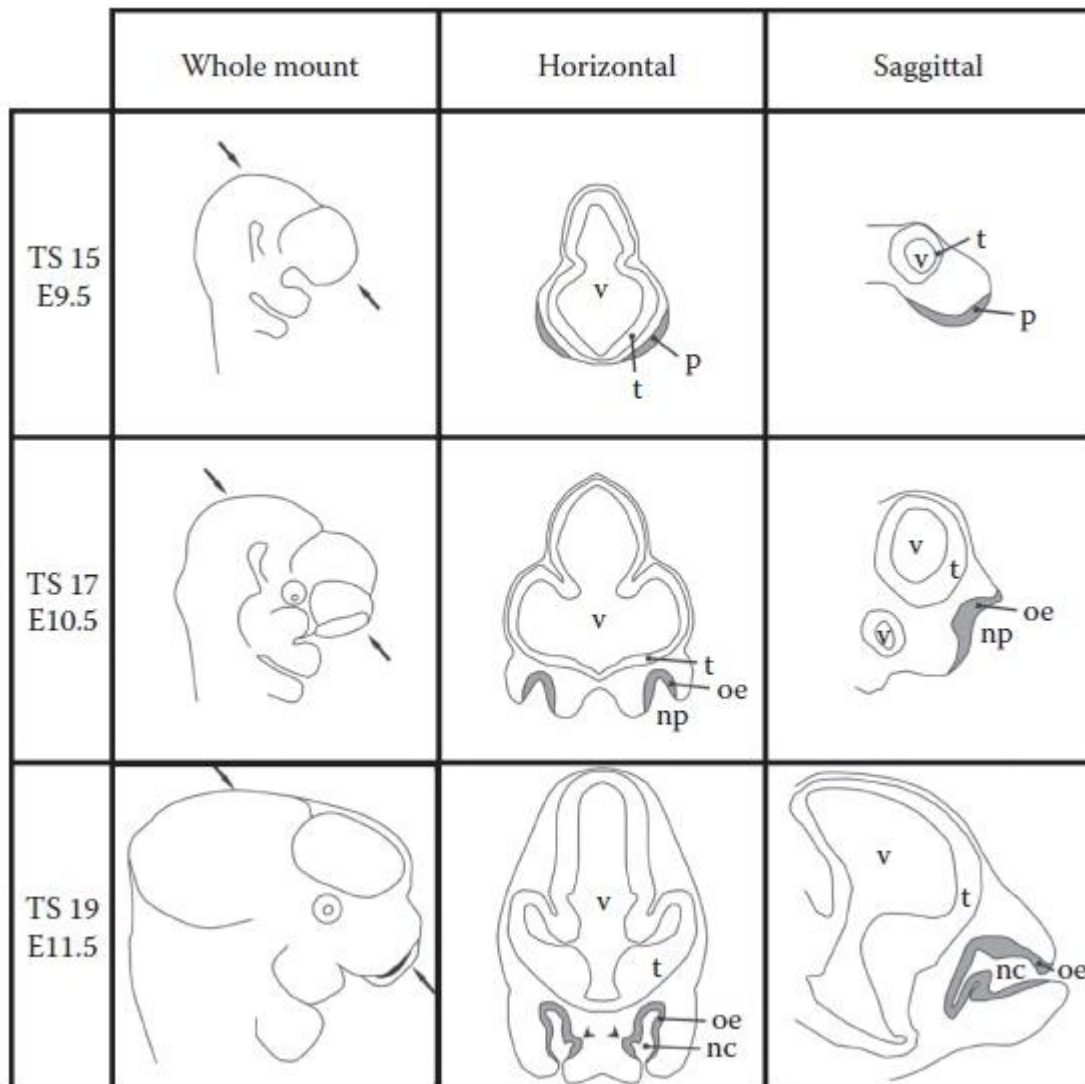 Whole mount
Horizontal
Saggittal
TS 15
E9.5
v
p
t
v
t
p
TS 17
E10.5
v
t
oe
np
v
t
v
oe
np
TS 19
E11.5
v
t
oe
nc
v
t
nc
oe